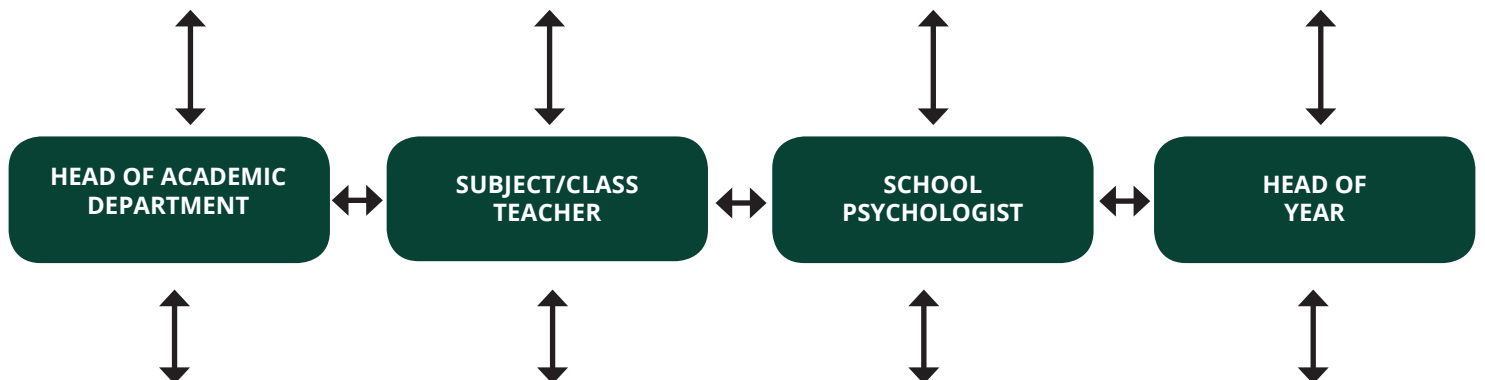 HEAD OF ACADEMIC
DEPARTMENT
SUBJECT/CLASS
TEACHER
SCHOOL
PSYCHOLOGIST
HEAD OF
YEAR